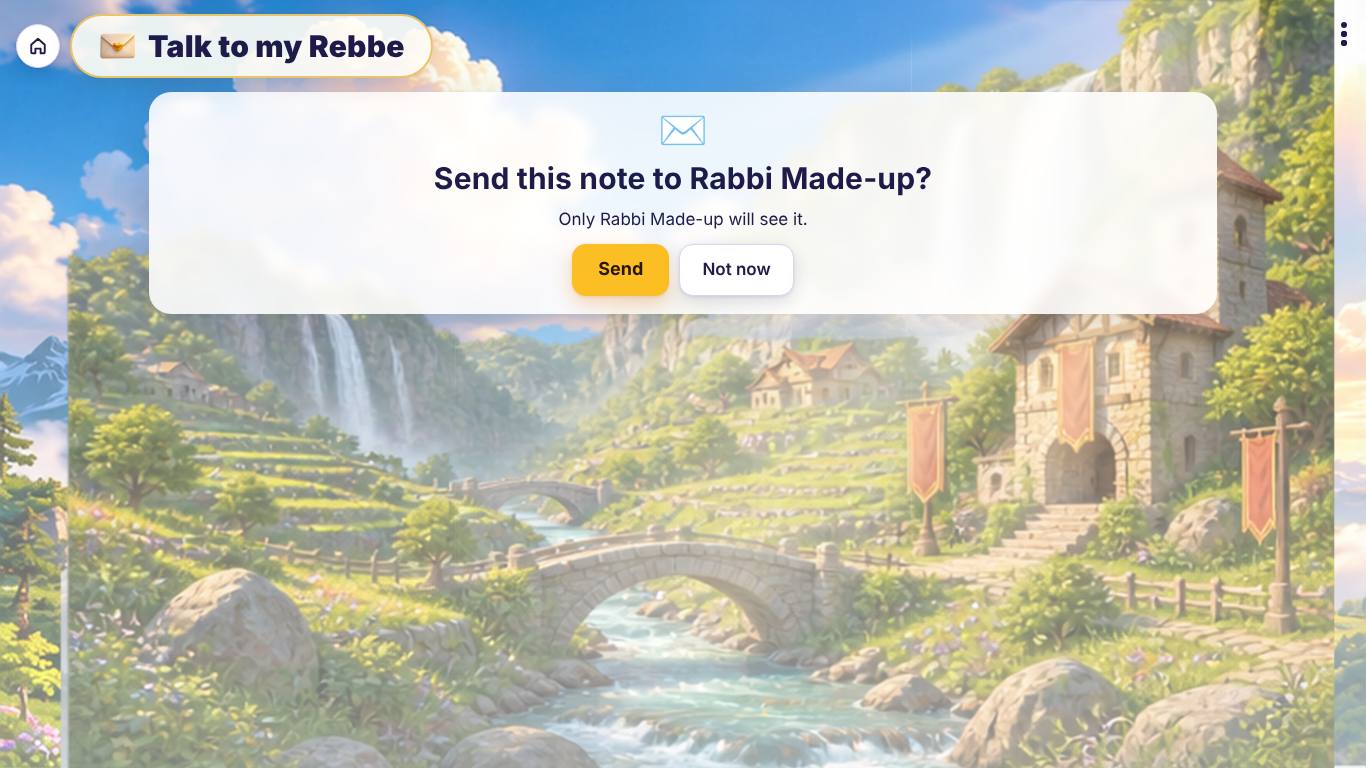 Talk to my Rebbe
Send this note to Rabbi Made-up?
Only Rabbi Made-up will see it.
Send
Not now